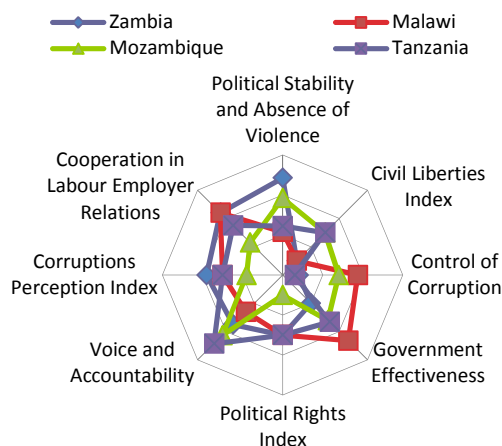 Zambia
Malawi
Mozambique
Tanzania
Political Stability
and Absence of
Violence
Cooperation in
Labour Employer
Relations
Civil Liberties
Index
Corruptions
Perception Index
Control of
Corruption
Voice and
Accountability
Government
Effectiveness
Political Rights
Index